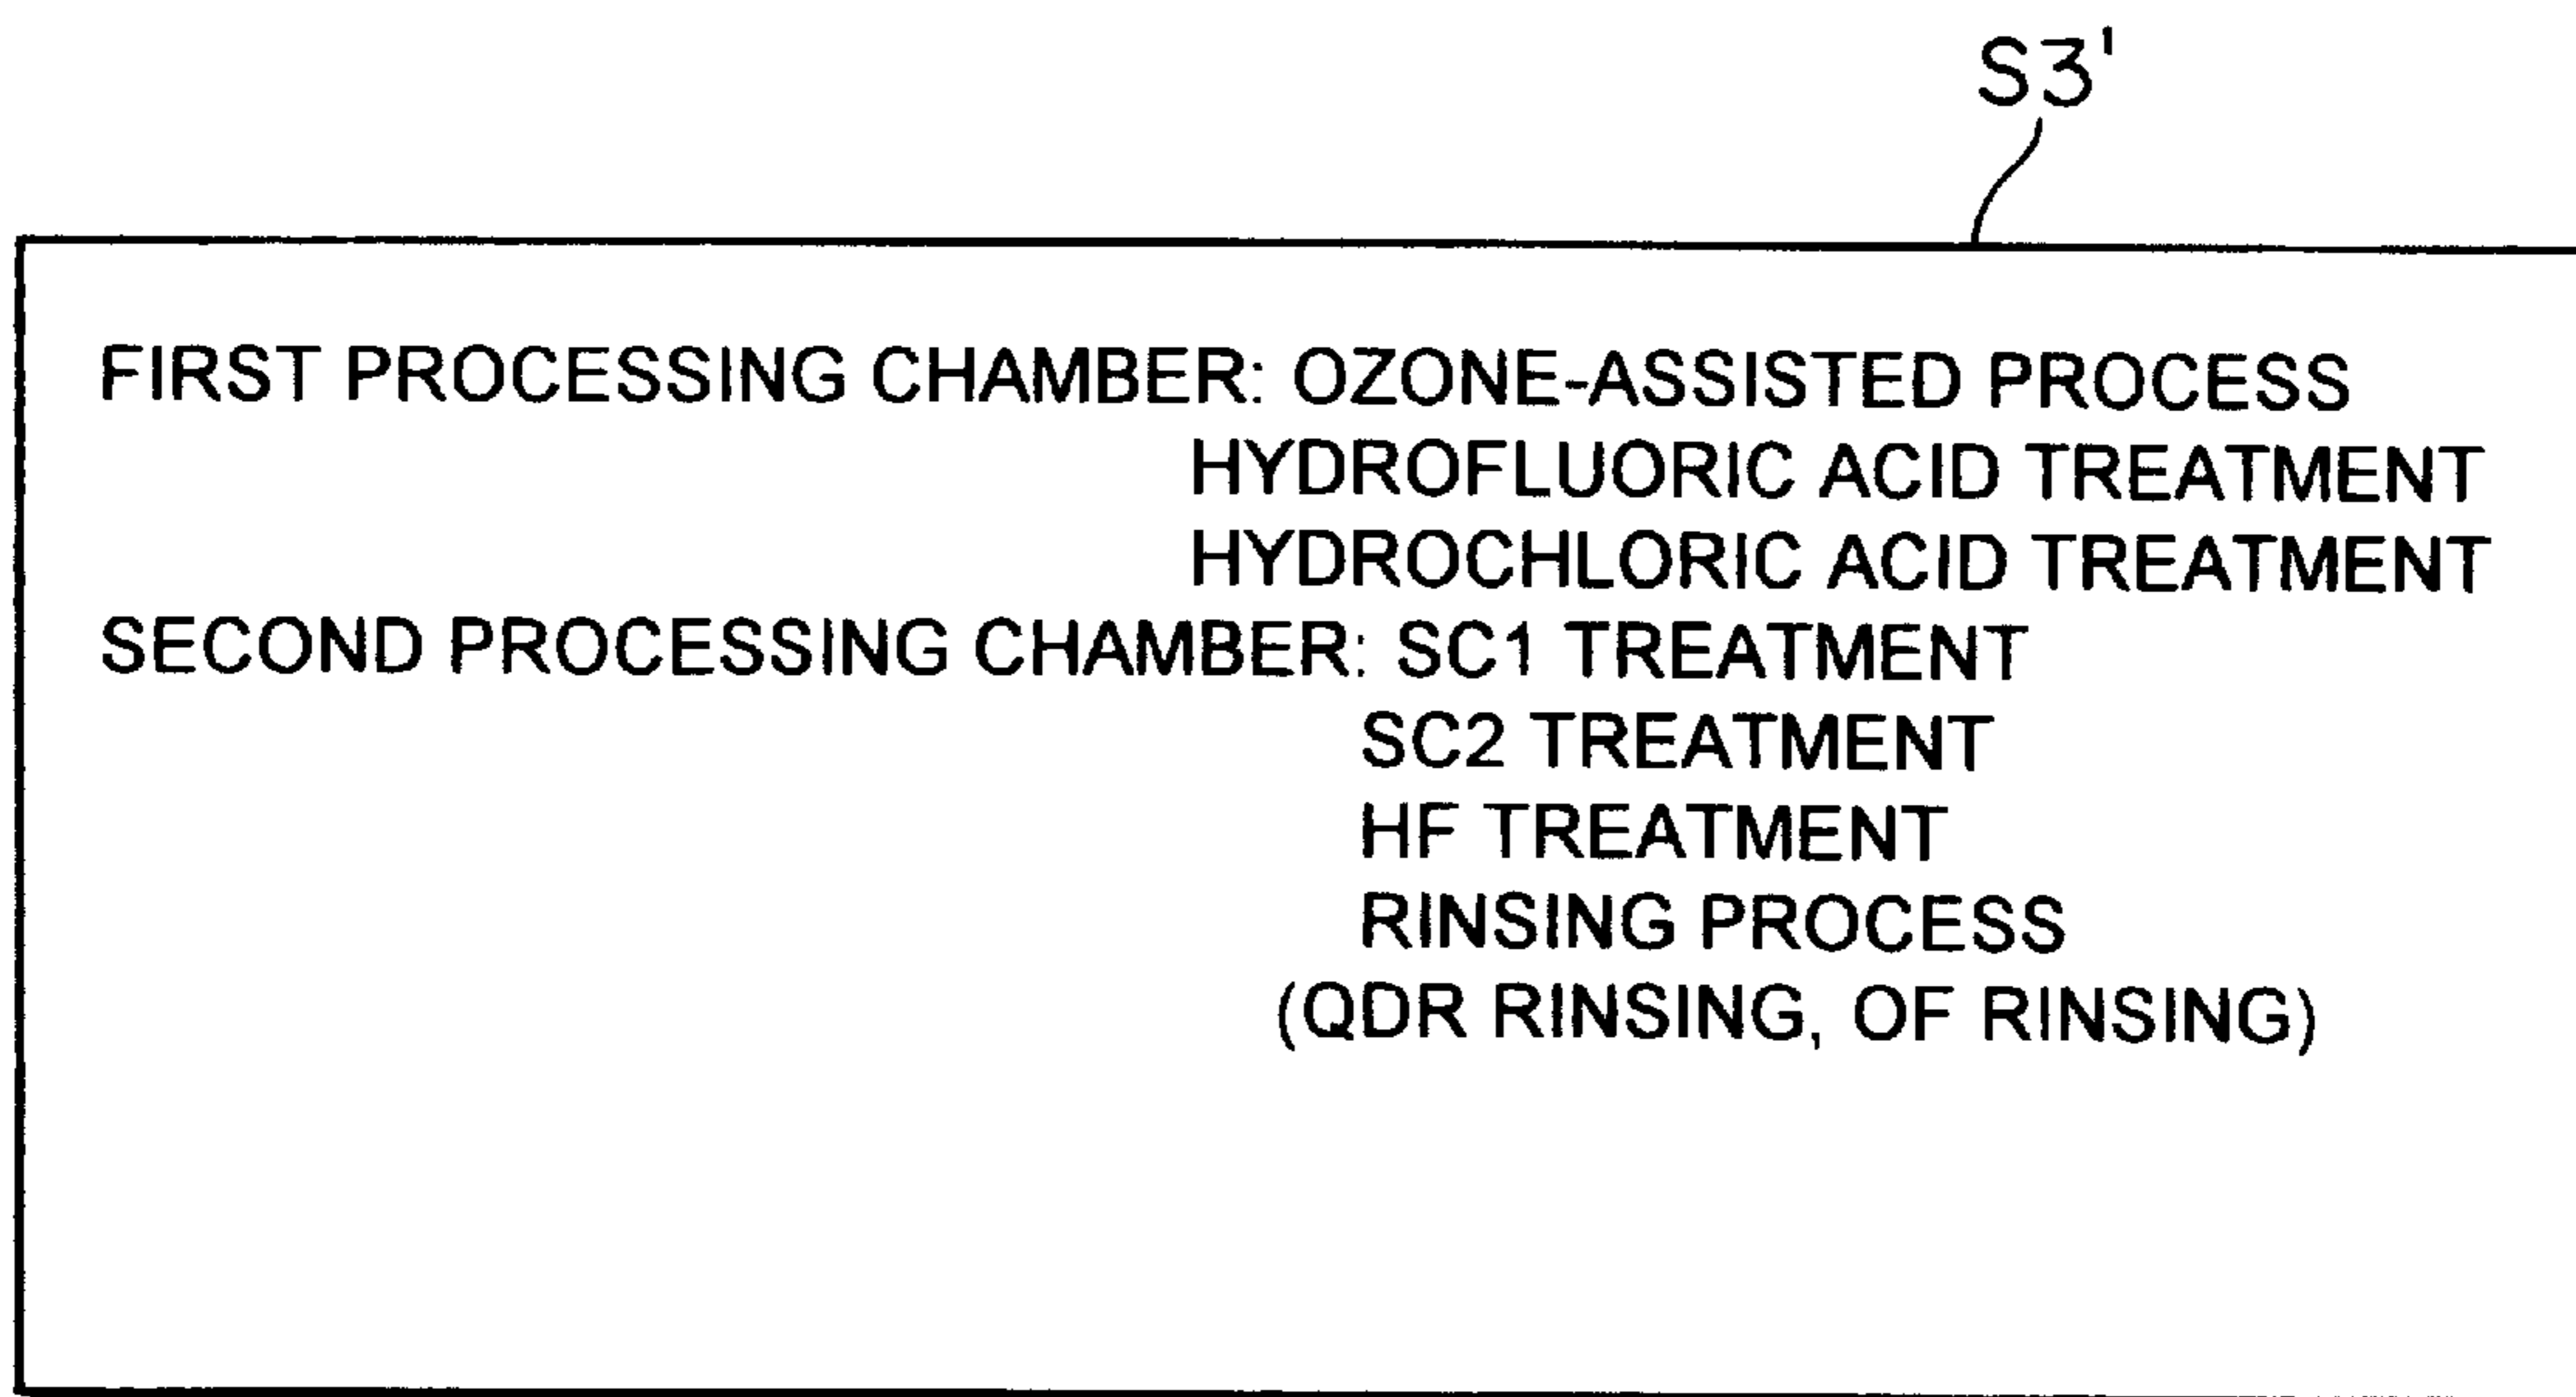 S3'
FIRST PROCESSING CHAMBER: OZONE-ASSISTED PROCESS
HYDROFLUORIC ACID TREATMENT
HYDROCHLORIC ACID TREATMENT
SECOND PROCESSING CHAMBER: SC1 TREATMENT
SC2 TREATMENT
HF TREATMENT
RINSING PROCESS
(QDR RINSING, OF RINSING)